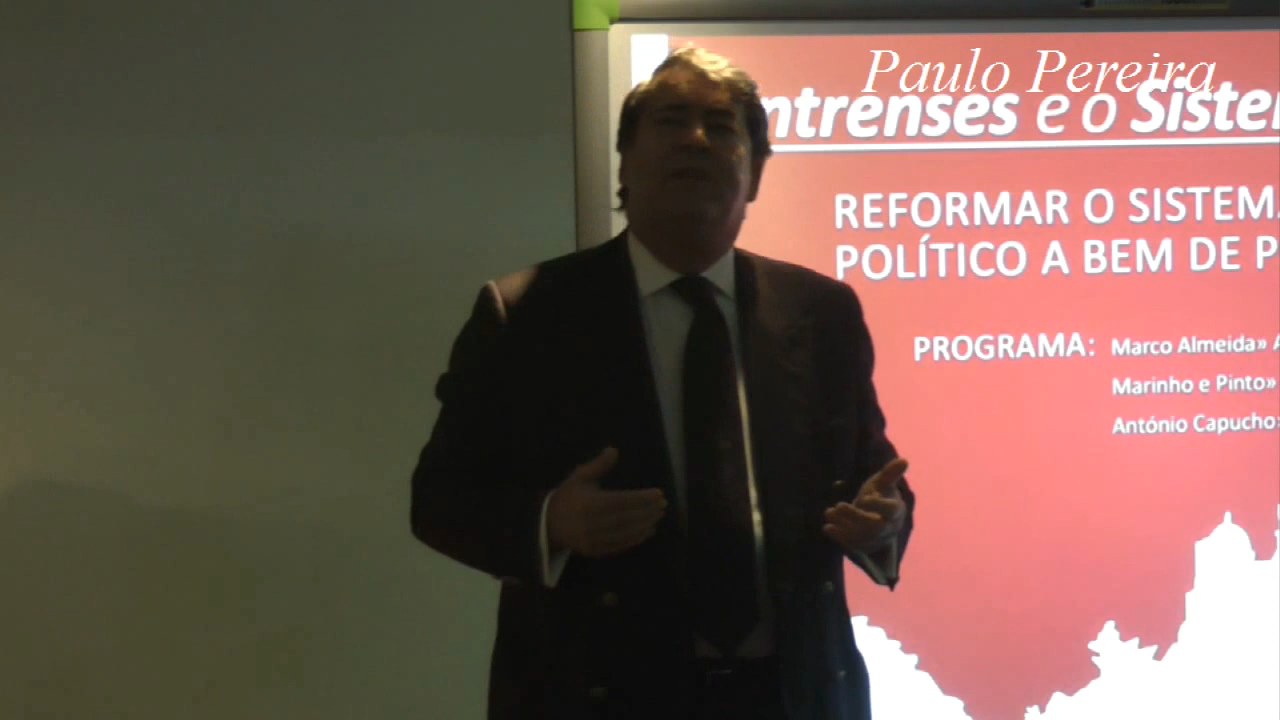 Paulo Pereira
ntrenses e o Siste
REFORMAR O SISTEMA
POLÍTICO A BEM DE P
PROGRAMA: Marco Almeida» A
Marinho e Pinto»
António Capucho»